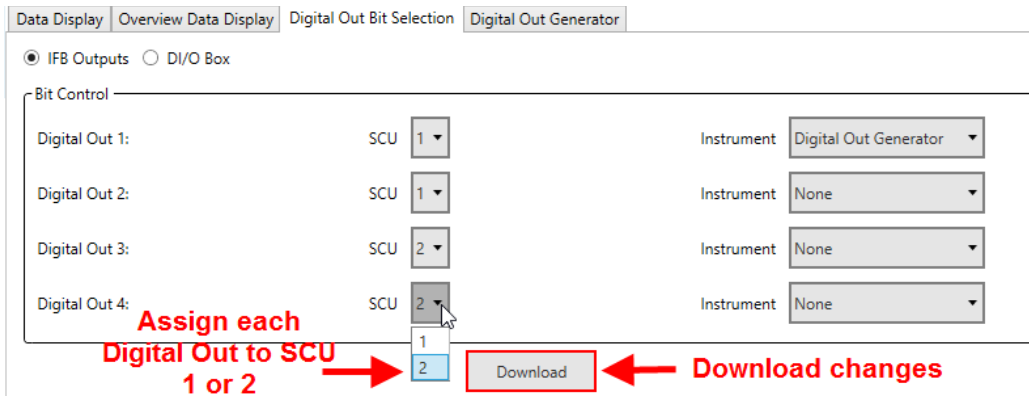 Data Display Overview Data Display Digital Out Bit Selection Digital Out Generator
IFB Outputs DI/O Box
Bit Control
Digital Out 1: SCU 1 Instrument Digital Out Generator
Digital Out 2: SCU 1 Instrument None
Digital Out 3: SCU 2 Instrument None
Digital Out 4: SCU 2 Instrument None
1
2
Assign each
Digital Out to SCU
1 or 2
Download
Download changes